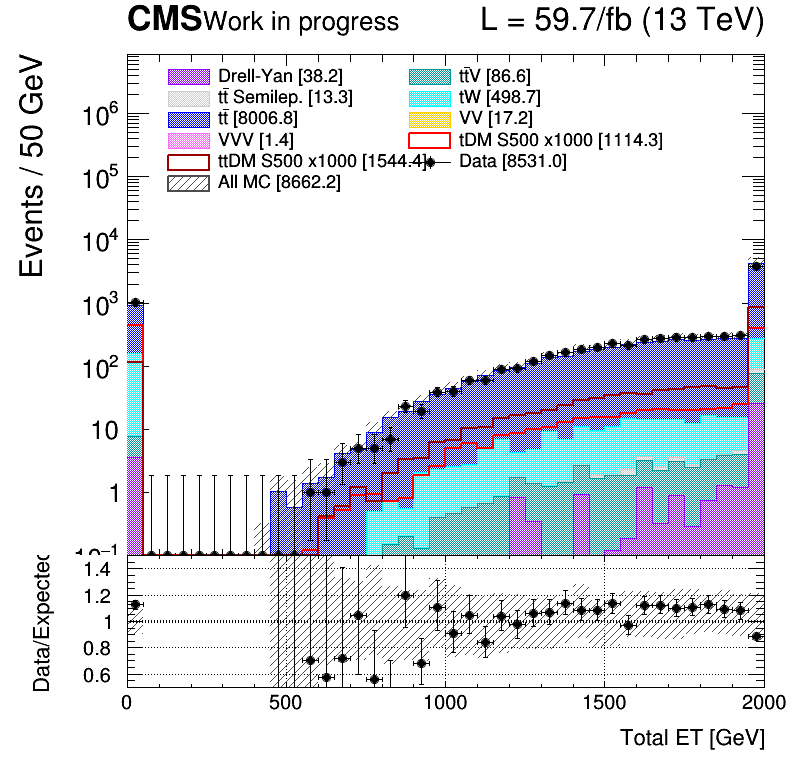 CMS Work in progress L = 59.7/fb (13 TeV)
Events / 50 GeV
Drell-Yan [38.2] tt̄V [86.6]
tt̄ Semilep. [13.3] tW [498.7]
tt̄ [8006.8] VV [17.2]
VVV [1.4] tDM S500 x1000 [1114.3]
ttDM S500 x1000 [1544.4] Data [8531.0]
All MC [8662.2]
10⁶
10⁵
10⁴
10³
10²
10
1
10⁻¹
Data/Expected
1.4
1.2
1
0.8
0.6
0 500 1000 1500 2000
Total ET [GeV]